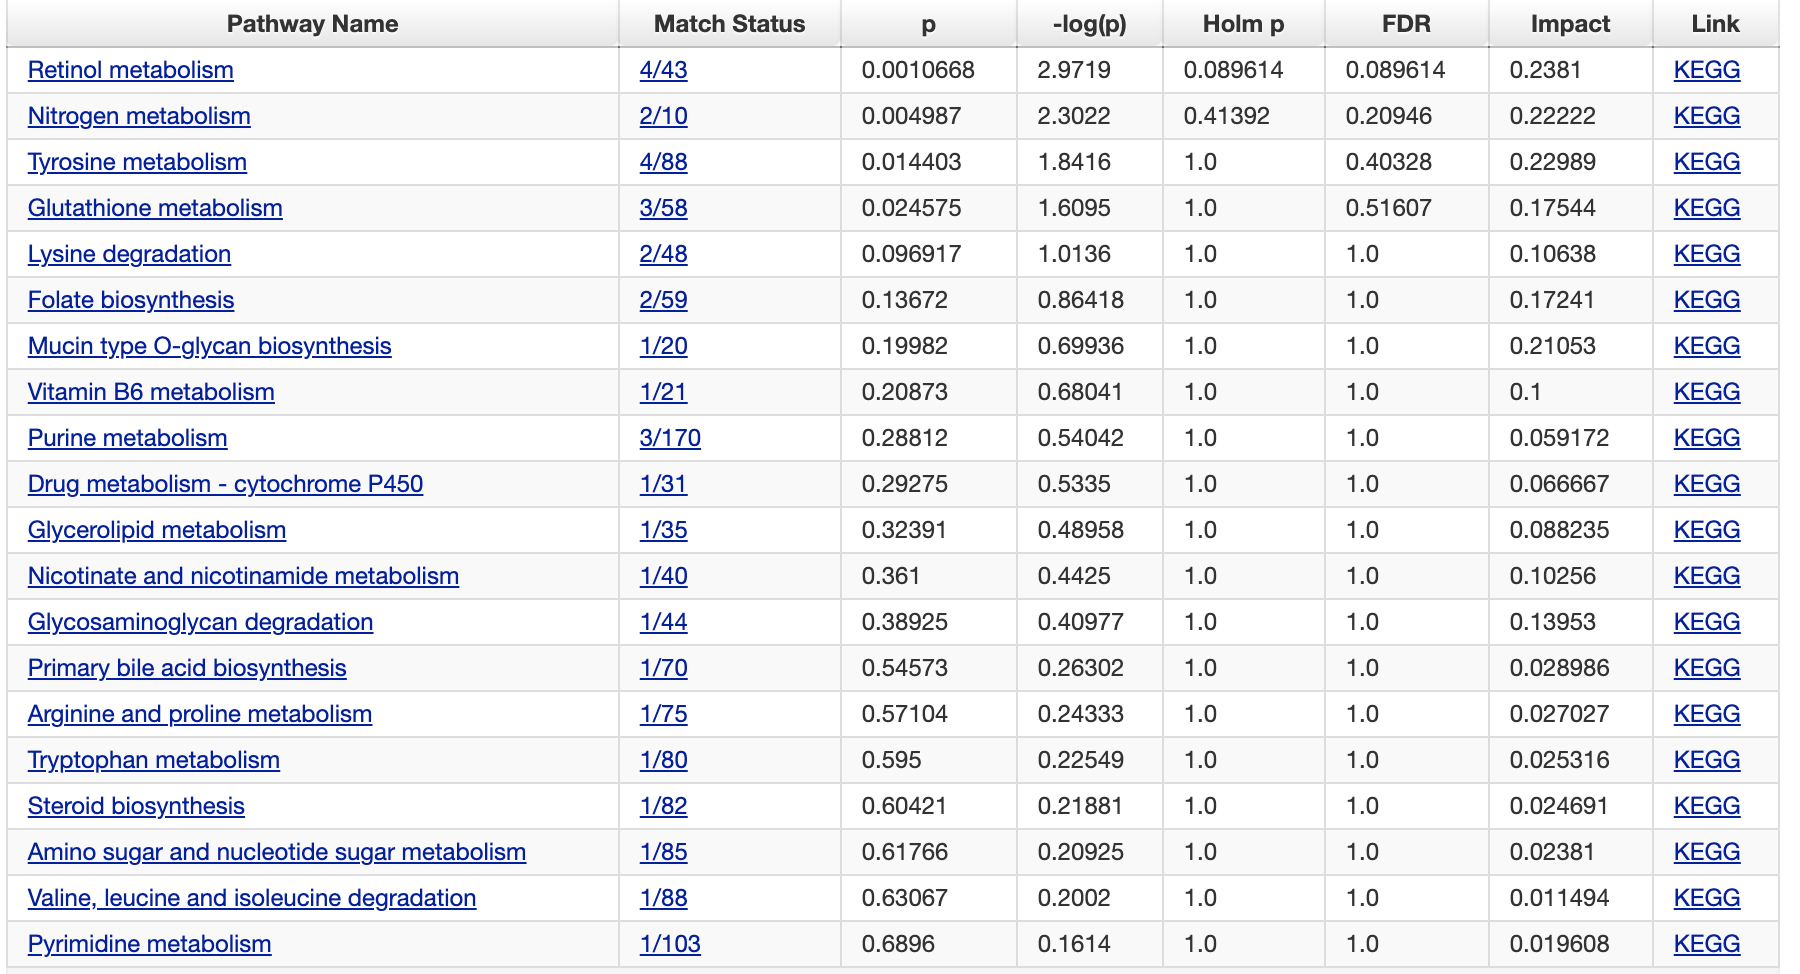 Pathway Name Match Status p -log(p) Holm p FDR Impact Link
Retinol metabolism 4/43 0.0010668 2.9719 0.089614 0.089614 0.2381 KEGG
Nitrogen metabolism 2/10 0.004987 2.3022 0.41392 0.20946 0.22222 KEGG
Tyrosine metabolism 4/88 0.014403 1.8416 1.0 0.40328 0.22989 KEGG
Glutathione metabolism 3/58 0.024575 1.6095 1.0 0.51607 0.17544 KEGG
Lysine degradation 2/48 0.096917 1.0136 1.0 1.0 0.10638 KEGG
Folate biosynthesis 2/59 0.13672 0.86418 1.0 1.0 0.17241 KEGG
Mucin type O-glycan biosynthesis 1/20 0.19982 0.69936 1.0 1.0 0.21053 KEGG
Vitamin B6 metabolism 1/21 0.20873 0.68041 1.0 1.0 0.1 KEGG
Purine metabolism 3/170 0.28812 0.54042 1.0 1.0 0.059172 KEGG
Drug metabolism - cytochrome P450 1/31 0.29275 0.5335 1.0 1.0 0.066667 KEGG
Glycerolipid metabolism 1/35 0.32391 0.48958 1.0 1.0 0.088235 KEGG
Nicotinate and nicotinamide metabolism 1/40 0.361 0.4425 1.0 1.0 0.10256 KEGG
Glycosaminoglycan degradation 1/44 0.38925 0.40977 1.0 1.0 0.13953 KEGG
Primary bile acid biosynthesis 1/70 0.54573 0.26302 1.0 1.0 0.028986 KEGG
Arginine and proline metabolism 1/75 0.57104 0.24333 1.0 1.0 0.027027 KEGG
Tryptophan metabolism 1/80 0.595 0.22549 1.0 1.0 0.025316 KEGG
Steroid biosynthesis 1/82 0.60421 0.21881 1.0 1.0 0.024691 KEGG
Amino sugar and nucleotide sugar metabolism 1/85 0.61766 0.20925 1.0 1.0 0.02381 KEGG
Valine, leucine and isoleucine degradation 1/88 0.63067 0.2002 1.0 1.0 0.011494 KEGG
Pyrimidine metabolism 1/103 0.6896 0.1614 1.0 1.0 0.019608 KEGG